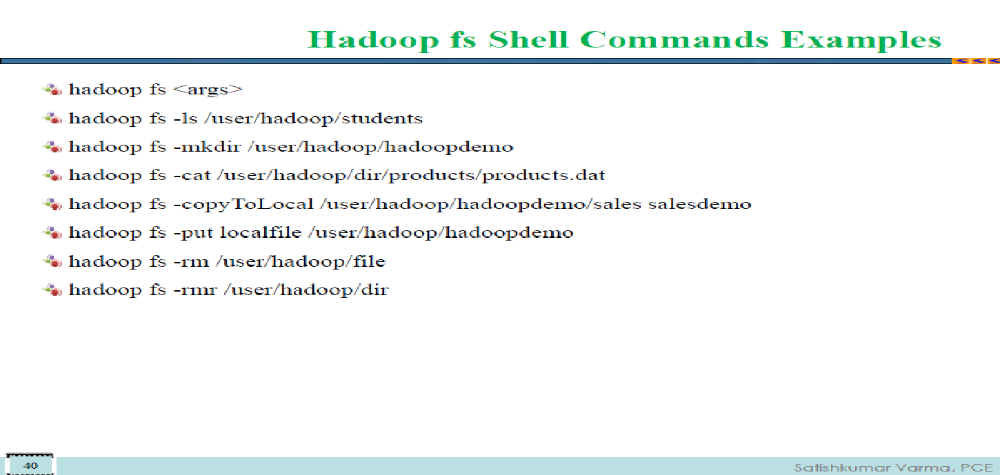 Hadoop fs Shell Commands Examples
hadoop fs <args>
hadoop fs -ls /user/hadoop/students
hadoop fs -mkdir /user/hadoop/hadoopdemo
hadoop fs -cat /user/hadoop/dir/products/products.dat
hadoop fs -copyToLocal /user/hadoop/hadoopdemo/sales salesdemo
hadoop fs -put localfile /user/hadoop/hadoopdemo
hadoop fs -rm /user/hadoop/file
hadoop fs -rmr /user/hadoop/dir
40
Satishkumar Varma, PCE